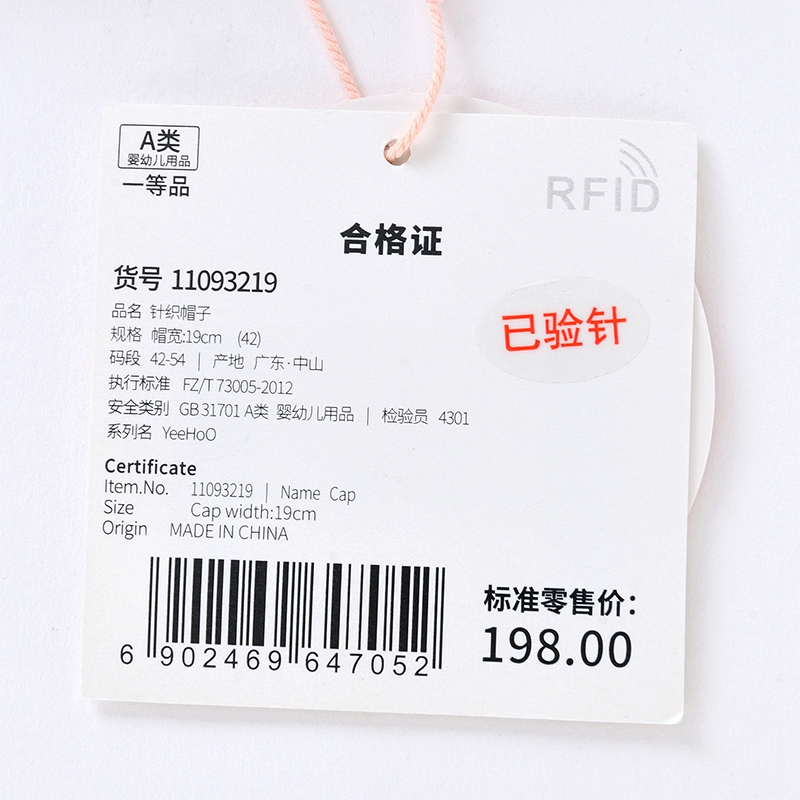 A类
婴幼儿用品
一等品
RFID
合格证
货号 11093219
品名 针织帽子
规格 帽宽:19cm (42)
码段 42-54 | 产地 广东·中山
执行标准 FZ/T 73005-2012
安全类别 GB 31701 A类 婴幼儿用品 | 检验员 4301
系列名 YeeHoO
已验针
Certificate
Item.No. 11093219 | Name Cap
Size Cap width:19cm
Origin MADE IN CHINA
标准零售价：
198.00
6 902469 647052